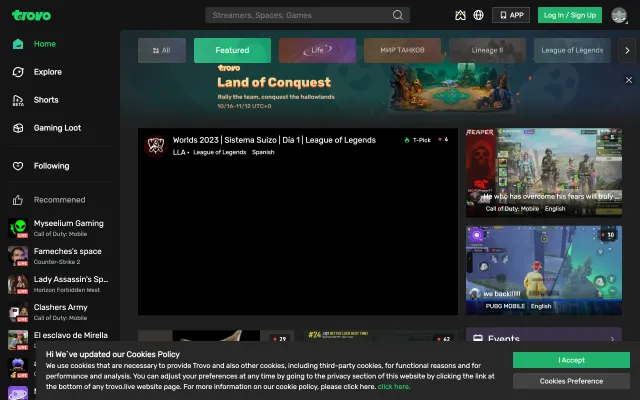 trovo
Streamers, Spaces, Games
APP
Log In / Sign Up
Home
Explore
BETA
Shorts
Gaming Loot
Following
Recommened
LIVE
Myseelium Gaming
Call of Duty: Mobile
LIVE
Fameches's space
Counter-Strike 2
LIVE
Lady Assassin's Sp...
Horizon Forbidden West
LIVE
Clashers Army
Call of Duty: Mobile
LIVE
El esclavo de Mirella
All
Featured
Life
МИР ТАНКОВ
Lineage II
League of Legends
trovo
Land of Conquest
Rally the team, conquest the hallowlands
10/16-11/12 UTC+0
Worlds 2023 | Sistema Suizo | Día 1 | League of Legends
T-Pick
4
LLA • League of Legends Spanish
REAPER
5
He who has overcome his fears will truly ...
Call of Duty: Mobile English
10
we back!!!!!
PUBG MOBILE English
29
#24
62
Events
Hi We've updated our Cookies Policy
We use cookies that are necessary to provide Trovo and also other cookies, including third-party cookies, for functional reasons and for
performance and analysis. You can adjust your preferences at any time by going to the privacy section of this website by clicking the link at
the bottom of any trovo.live website page. For more information on our cookie policy, please click here. click here.
I Accept
Cookies Preference